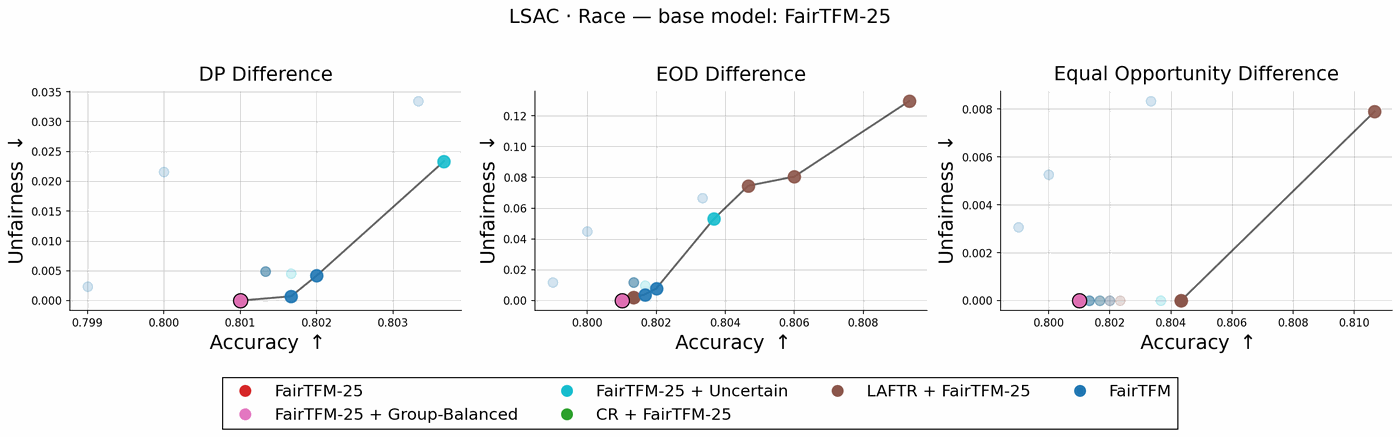 LSAC · Race — base model: FairTFM-25
DP Difference
EOD Difference
Equal Opportunity Difference
Unfairness ↓
0.035
0.030
0.025
0.020
0.015
0.010
0.005
0.000
0.799 0.800 0.801 0.802 0.803
Accuracy ↑
Unfairness ↓
0.12
0.10
0.08
0.06
0.04
0.02
0.00
0.800 0.802 0.804 0.806 0.808
Accuracy ↑
Unfairness ↓
0.008
0.006
0.004
0.002
0.000
0.800 0.802 0.804 0.806 0.808 0.810
Accuracy ↑
FairTFM-25 FairTFM-25 + Uncertain LAFTR + FairTFM-25 FairTFM
FairTFM-25 + Group-Balanced CR + FairTFM-25